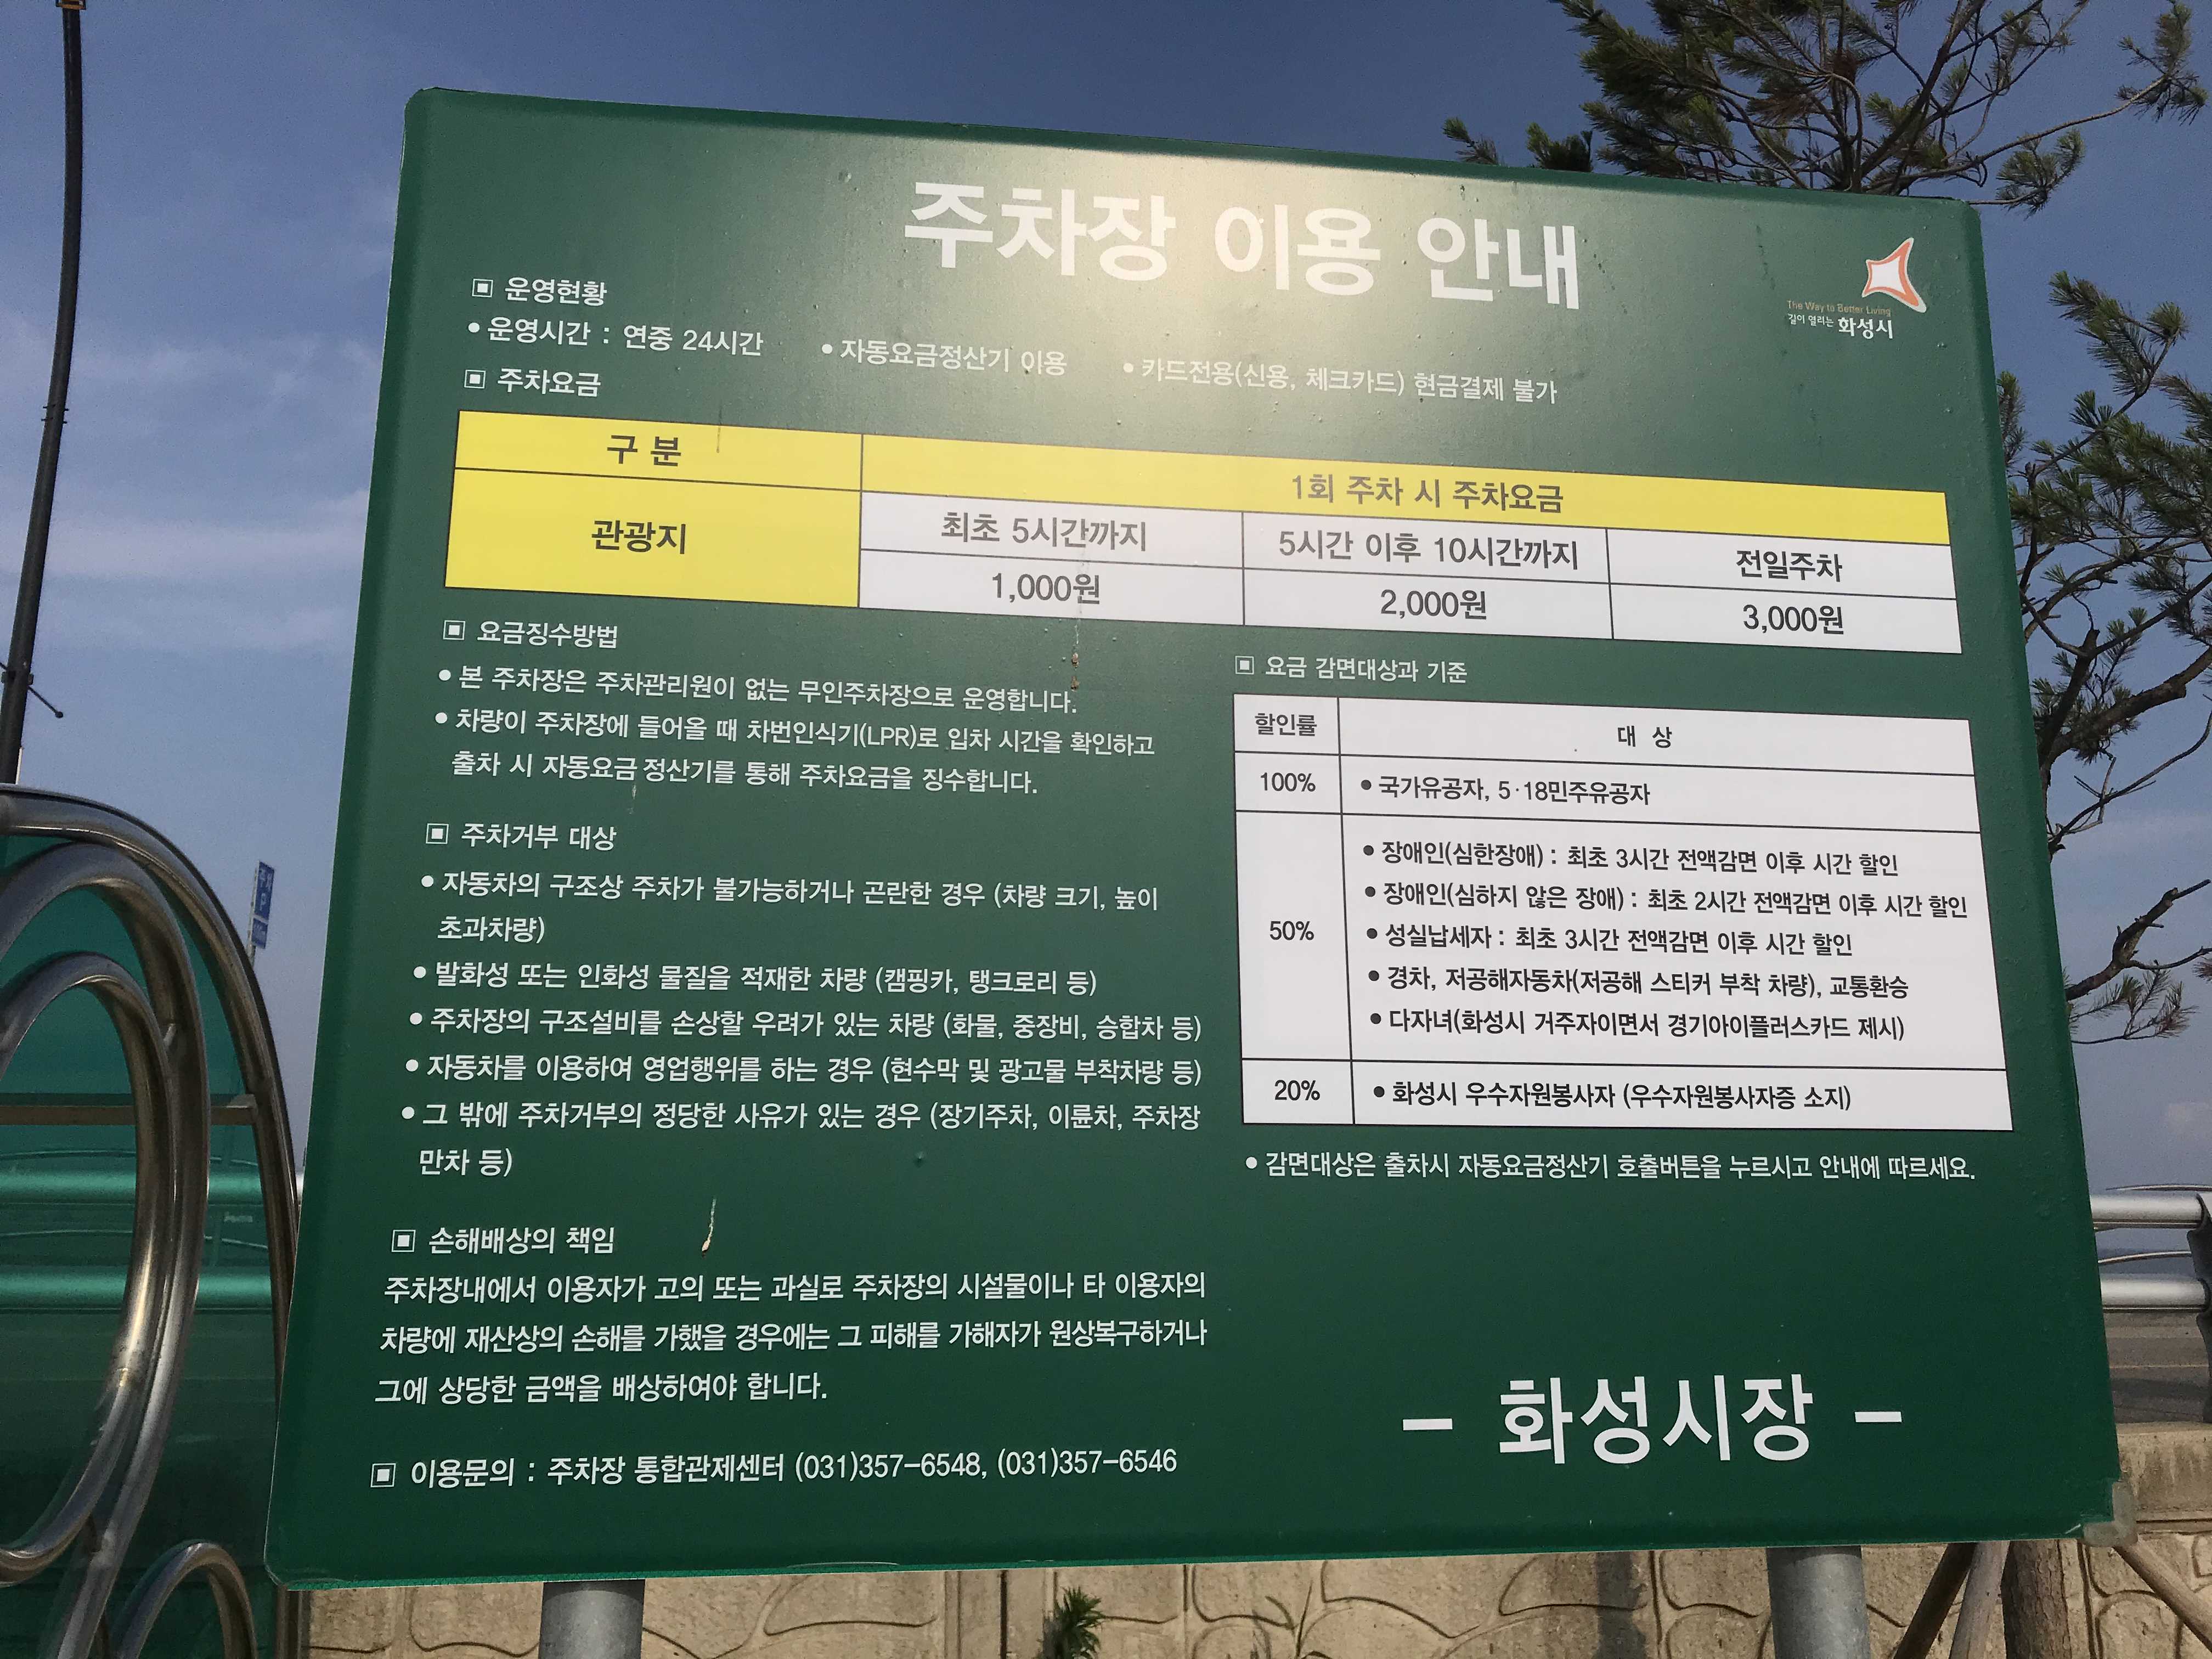 주차장 이용 안내
The Way to Better Living
길이 열리는 화성시
▣ 운영현황
• 운영시간 : 연중 24시간 • 자동요금정산기 이용 • 카드전용(신용, 체크카드) 현금결제 불가
▣ 주차요금
구 분 1회 주차 시 주차요금
관광지 최초 5시간까지 5시간 이후 10시간까지 전일주차
1,000원 2,000원 3,000원
▣ 요금징수방법
• 본 주차장은 주차관리원이 없는 무인주차장으로 운영합니다.
• 차량이 주차장에 들어올 때 차번인식기(LPR)로 입차 시간을 확인하고
출차 시 자동요금 정산기를 통해 주차요금을 징수합니다.
▣ 주차거부 대상
• 자동차의 구조상 주차가 불가능하거나 곤란한 경우 (차량 크기, 높이
초과차량)
• 발화성 또는 인화성 물질을 적재한 차량 (캠핑카, 탱크로리 등)
• 주차장의 구조설비를 손상할 우려가 있는 차량 (화물, 중장비, 승합차 등)
• 자동차를 이용하여 영업행위를 하는 경우 (현수막 및 광고물 부착차량 등)
• 그 밖에 주차거부의 정당한 사유가 있는 경우 (장기주차, 이륜차, 주차장
만차 등)
▣ 손해배상의 책임
주차장내에서 이용자가 고의 또는 과실로 주차장의 시설물이나 타 이용자의
차량에 재산상의 손해를 가했을 경우에는 그 피해를 가해자가 원상복구하거나
그에 상당한 금액을 배상하여야 합니다.
▣ 이용문의 : 주차장 통합관제센터 (031)357-6548, (031)357-6546
▣ 요금 감면대상과 기준
할인률 대 상
100% • 국가유공자, 5·18민주유공자
• 장애인(심한장애) : 최초 3시간 전액감면 이후 시간 할인
• 장애인(심하지 않은 장애) : 최초 2시간 전액감면 이후 시간 할인
50% • 성실납세자 : 최초 3시간 전액감면 이후 시간 할인
• 경차, 저공해자동차(저공해 스티커 부착 차량), 교통환승
• 다자녀(화성시 거주자이면서 경기아이플러스카드 제시)
20% • 화성시 우수자원봉사자 (우수자원봉사자증 소지)
• 감면대상은 출차시 자동요금정산기 호출버튼을 누르시고 안내에 따르세요.
- 화성시장 -